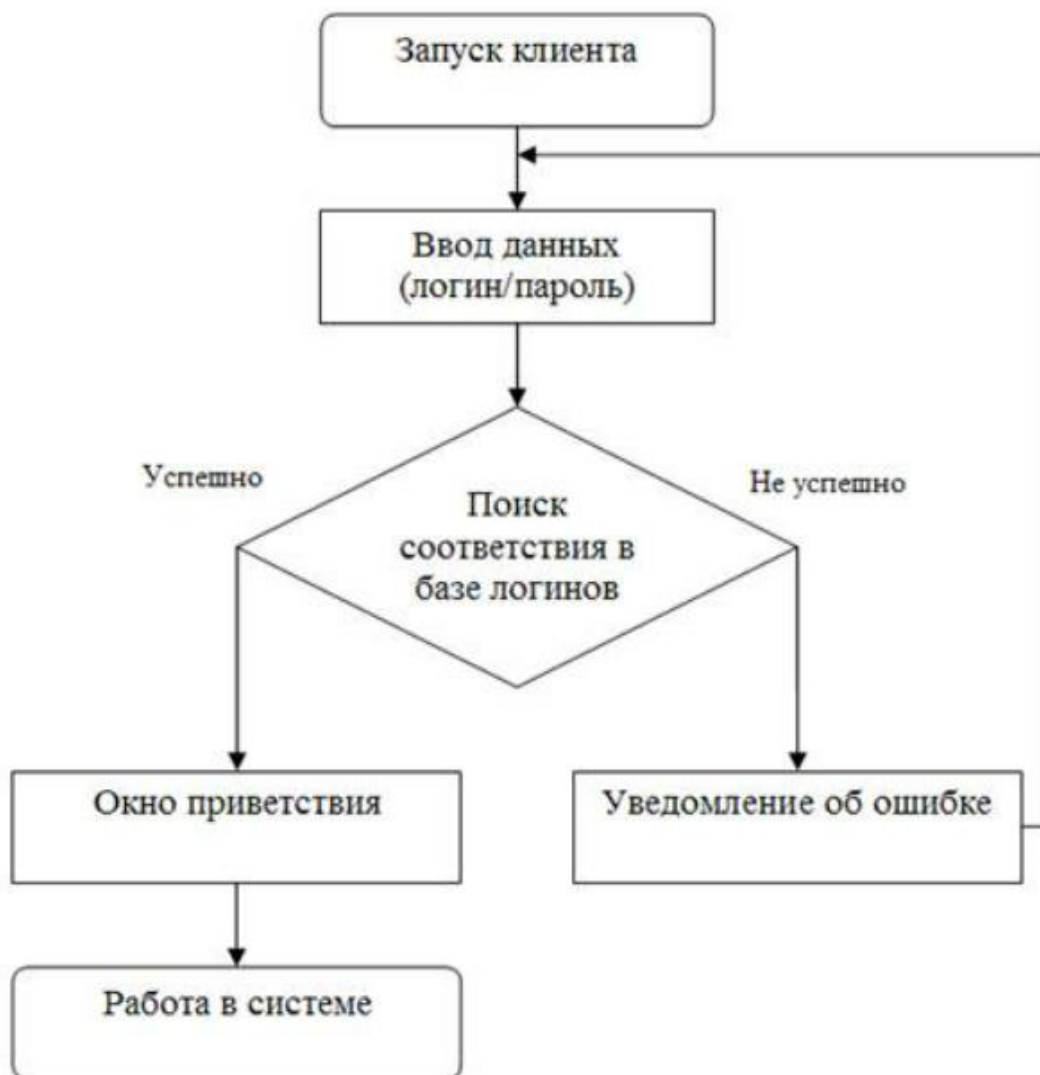 Запуск клиента
Ввод данных
(логин/пароль)
Успешно
Не успешно
Поиск
соответствия в
базе логинов
Окно приветствия
Уведомление об ошибке
Работа в системе